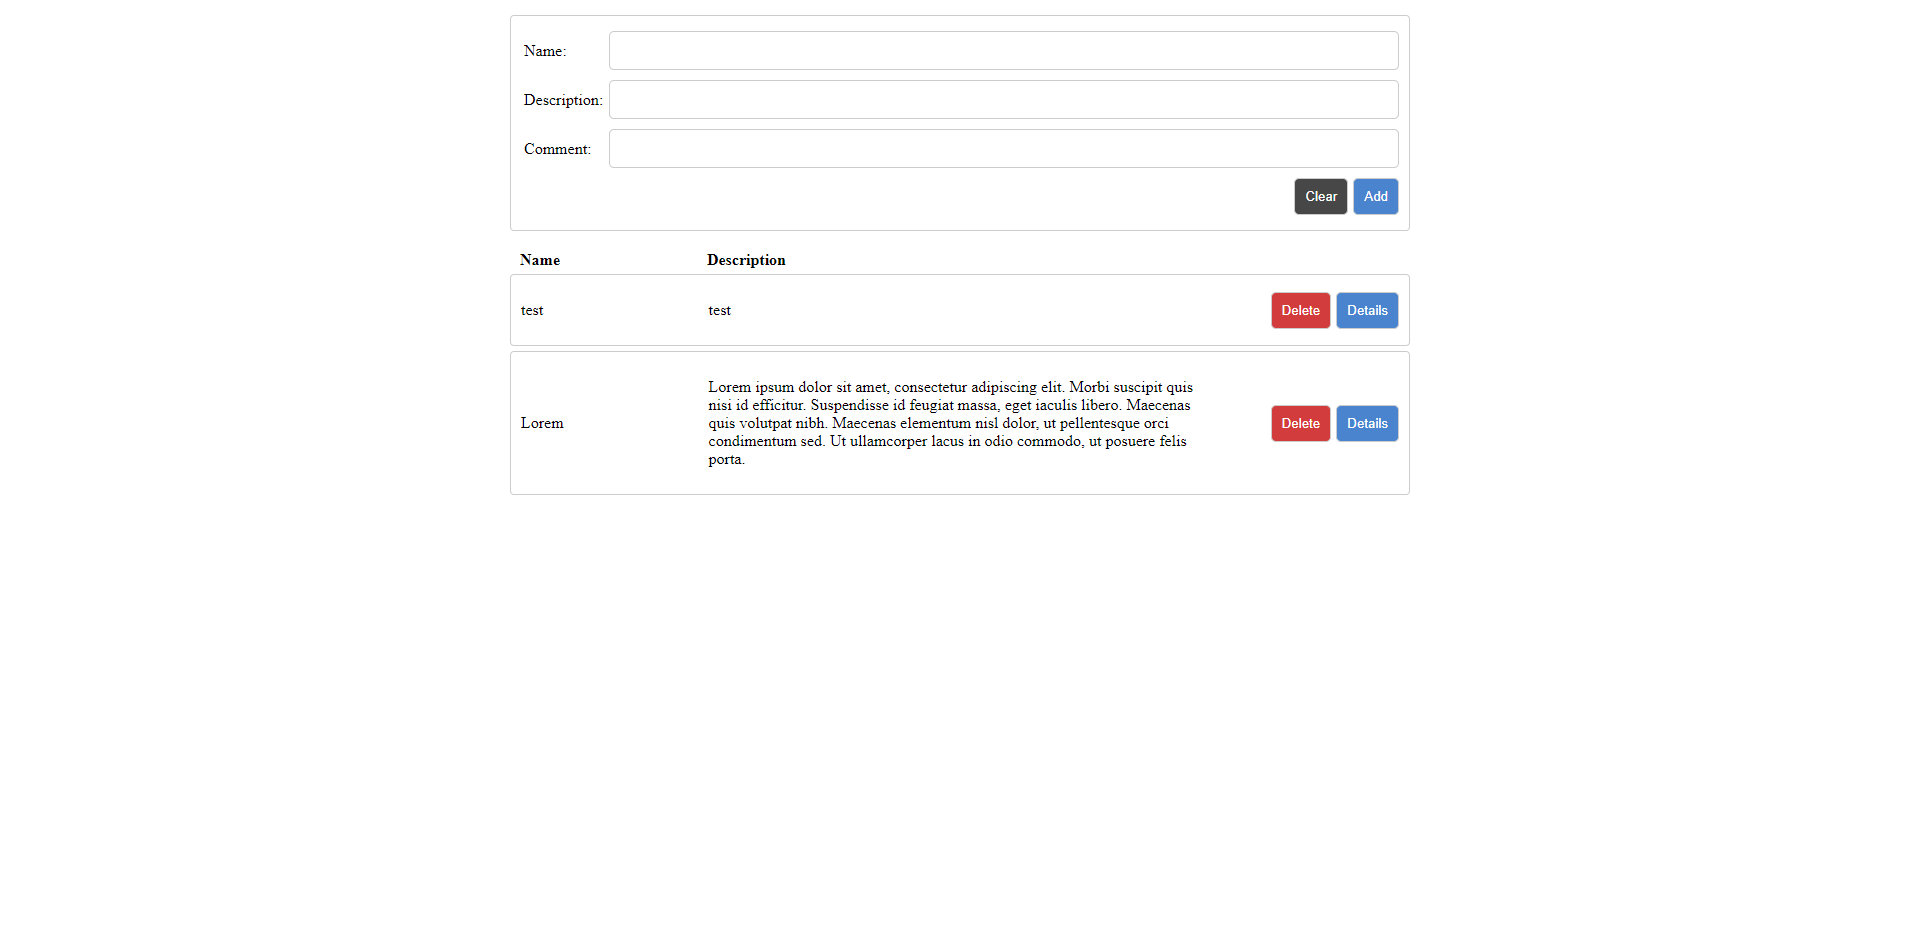 Name:
Description:
Comment:
Clear Add
Name Description
test test Delete Details
Lorem ipsum dolor sit amet, consectetur adipiscing elit. Morbi suscipit quis
nisi id efficitur. Suspendisse id feugiat massa, eget iaculis libero. Maecenas
Lorem quis volutpat nibh. Maecenas elementum nisl dolor, ut pellentesque orci Delete Details
condimentum sed. Ut ullamcorper lacus in odio commodo, ut posuere felis
porta.